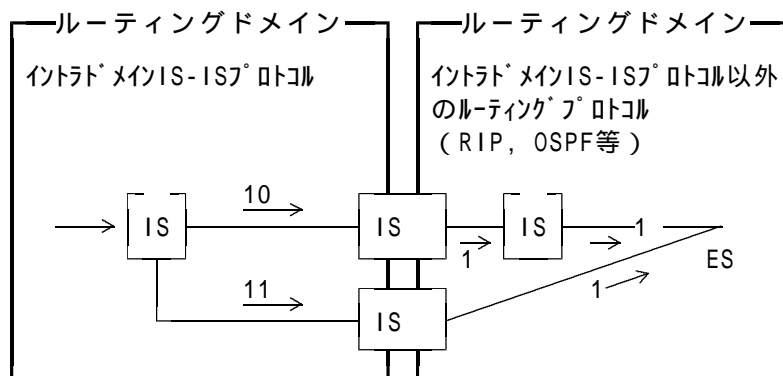 ルーティングドメイン
ルーティングドメイン
イントラドメインIS-ISプロトコル
イントラドメインIS-ISプロトコル以外
のルーティングプロトコル
(RIP, OSPF等)
10
IS
IS
1
IS
1
ES
11
IS
1